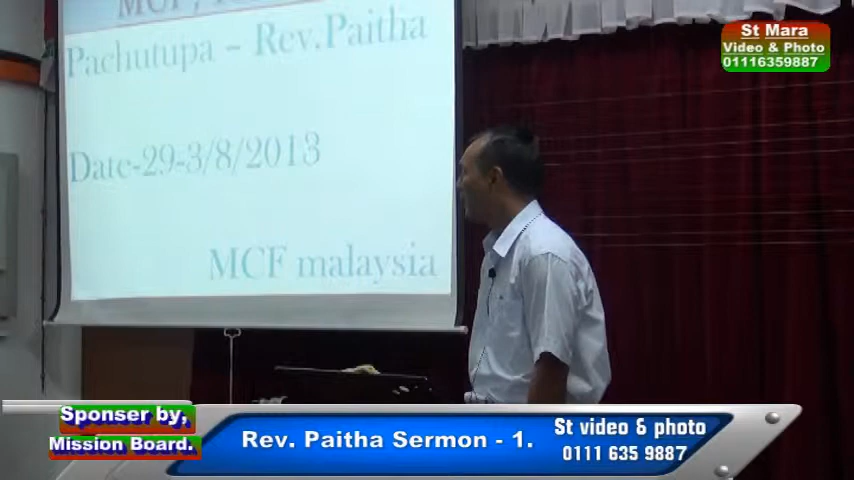 MCF,
Pachutupa – Rev.Paitha
Date-29-3/8/2013
MCF malaysia
St Mara
Video & Photo
01116359887
Sponser by,
Mission Board.
Rev. Paitha Sermon - 1.
St video & photo
0111 635 9887